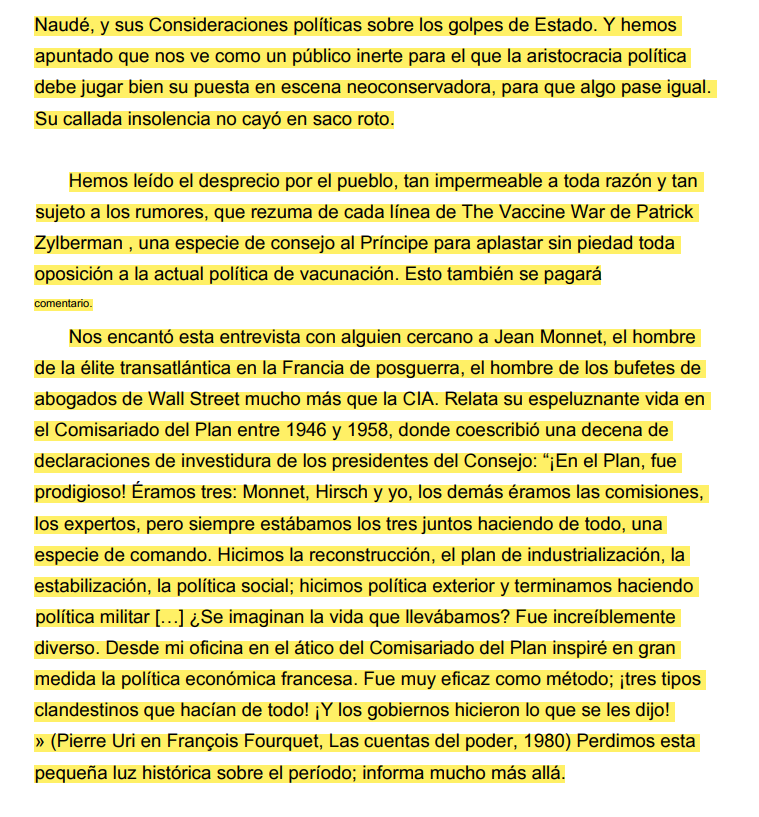 Naudé, y sus Consideraciones políticas sobre los golpes de Estado. Y hemos
apuntado que nos ve como un público inerte para el que la aristocracia política
debe jugar bien su puesta en escena neoconservadora, para que algo pase igual.
Su callada insolencia no cayó en saco roto.
Hemos leído el desprecio por el pueblo, tan impermeable a toda razón y tan
sujeto a los rumores, que rezuma de cada línea de The Vaccine War de Patrick
Zylberman , una especie de consejo al Príncipe para aplastar sin piedad toda
oposición a la actual política de vacunación. Esto también se pagará
comentario.
Nos encantó esta entrevista con alguien cercano a Jean Monnet, el hombre
de la élite transatlántica en la Francia de posguerra, el hombre de los bufetes de
abogados de Wall Street mucho más que la CIA. Relata su espeluznante vida en
el Comisariado del Plan entre 1946 y 1958, donde coescribió una decena de
declaraciones de investidura de los presidentes del Consejo: “¡En el Plan, fue
prodigioso! Éramos tres: Monnet, Hirsch y yo, los demás éramos las comisiones,
los expertos, pero siempre estábamos los tres juntos haciendo de todo, una
especie de comando. Hicimos la reconstrucción, el plan de industrialización, la
estabilización, la política social; hicimos política exterior y terminamos haciendo
política militar […] ¿Se imaginan la vida que llevábamos? Fue increíblemente
diverso. Desde mi oficina en el ático del Comisariado del Plan inspiré en gran
medida la política económica francesa. Fue muy eficaz como método; ¡tres tipos
clandestinos que hacían de todo! ¡Y los gobiernos hicieron lo que se les dijo!
» (Pierre Uri en François Fourquet, Las cuentas del poder, 1980) Perdimos esta
pequeña luz histórica sobre el período; informa mucho más allá.